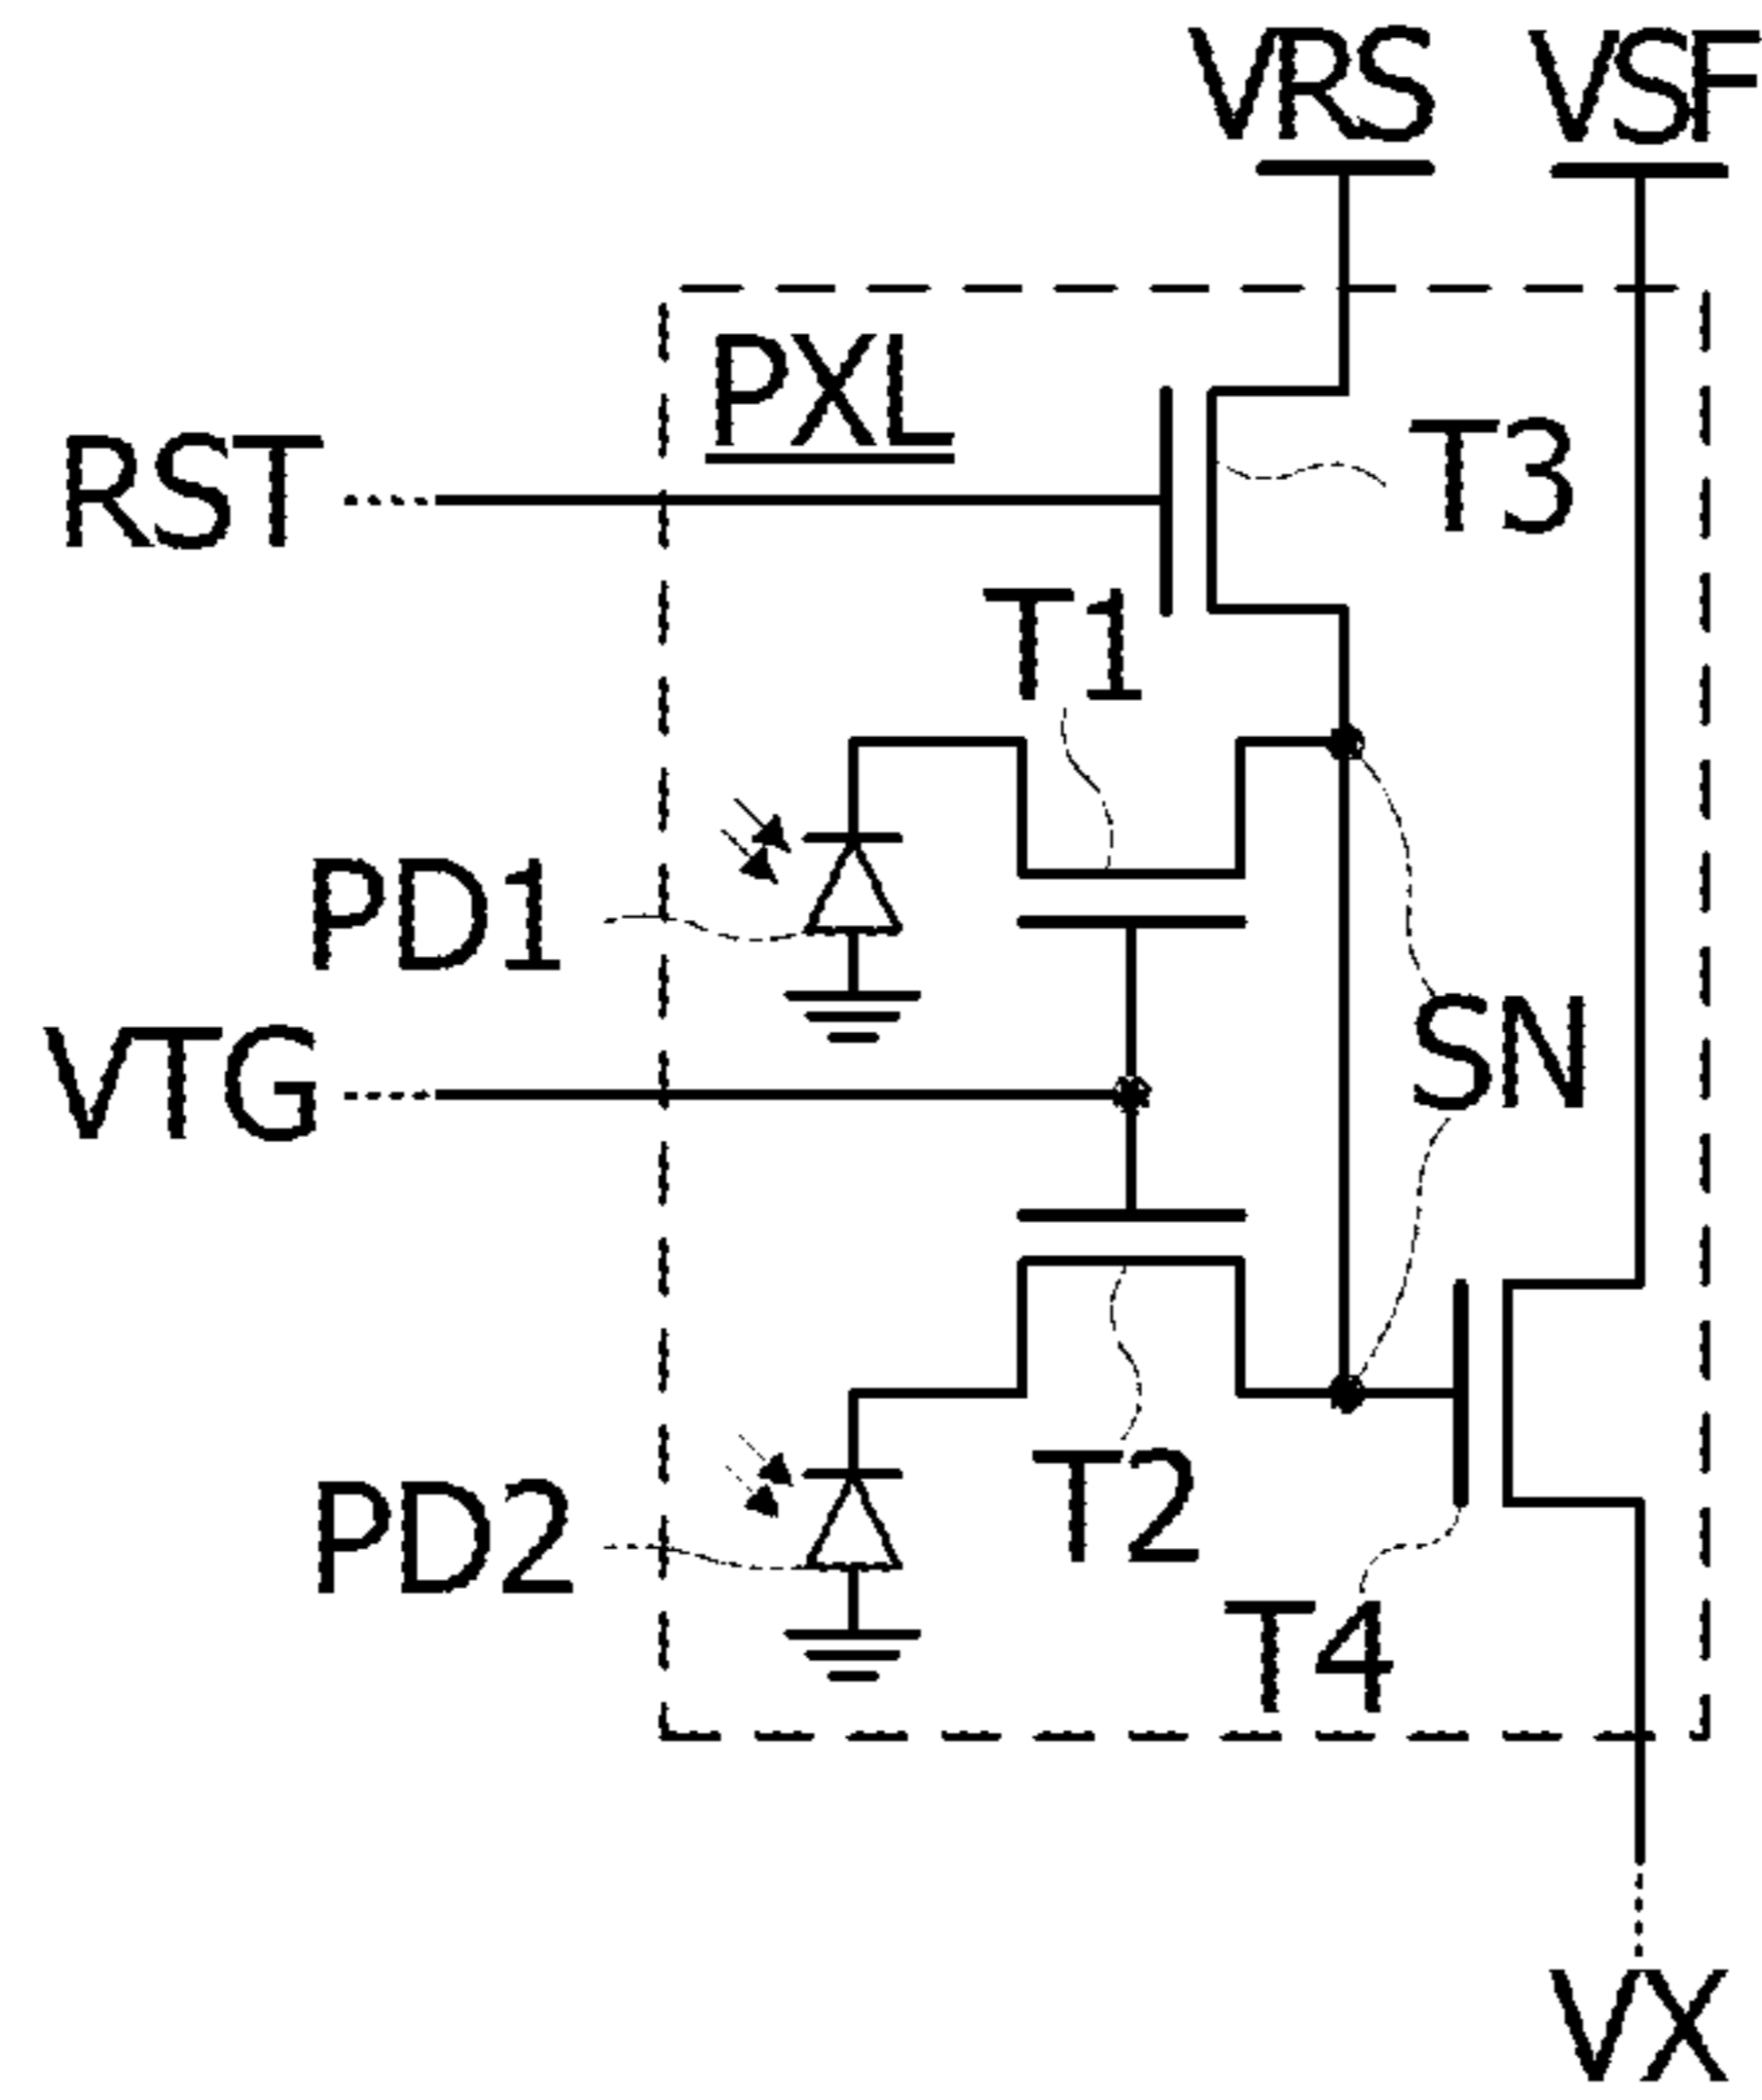 VRS VSF
PXL
RST
T3
T1
PD1
VTG
SN
PD2
T2
T4
VX